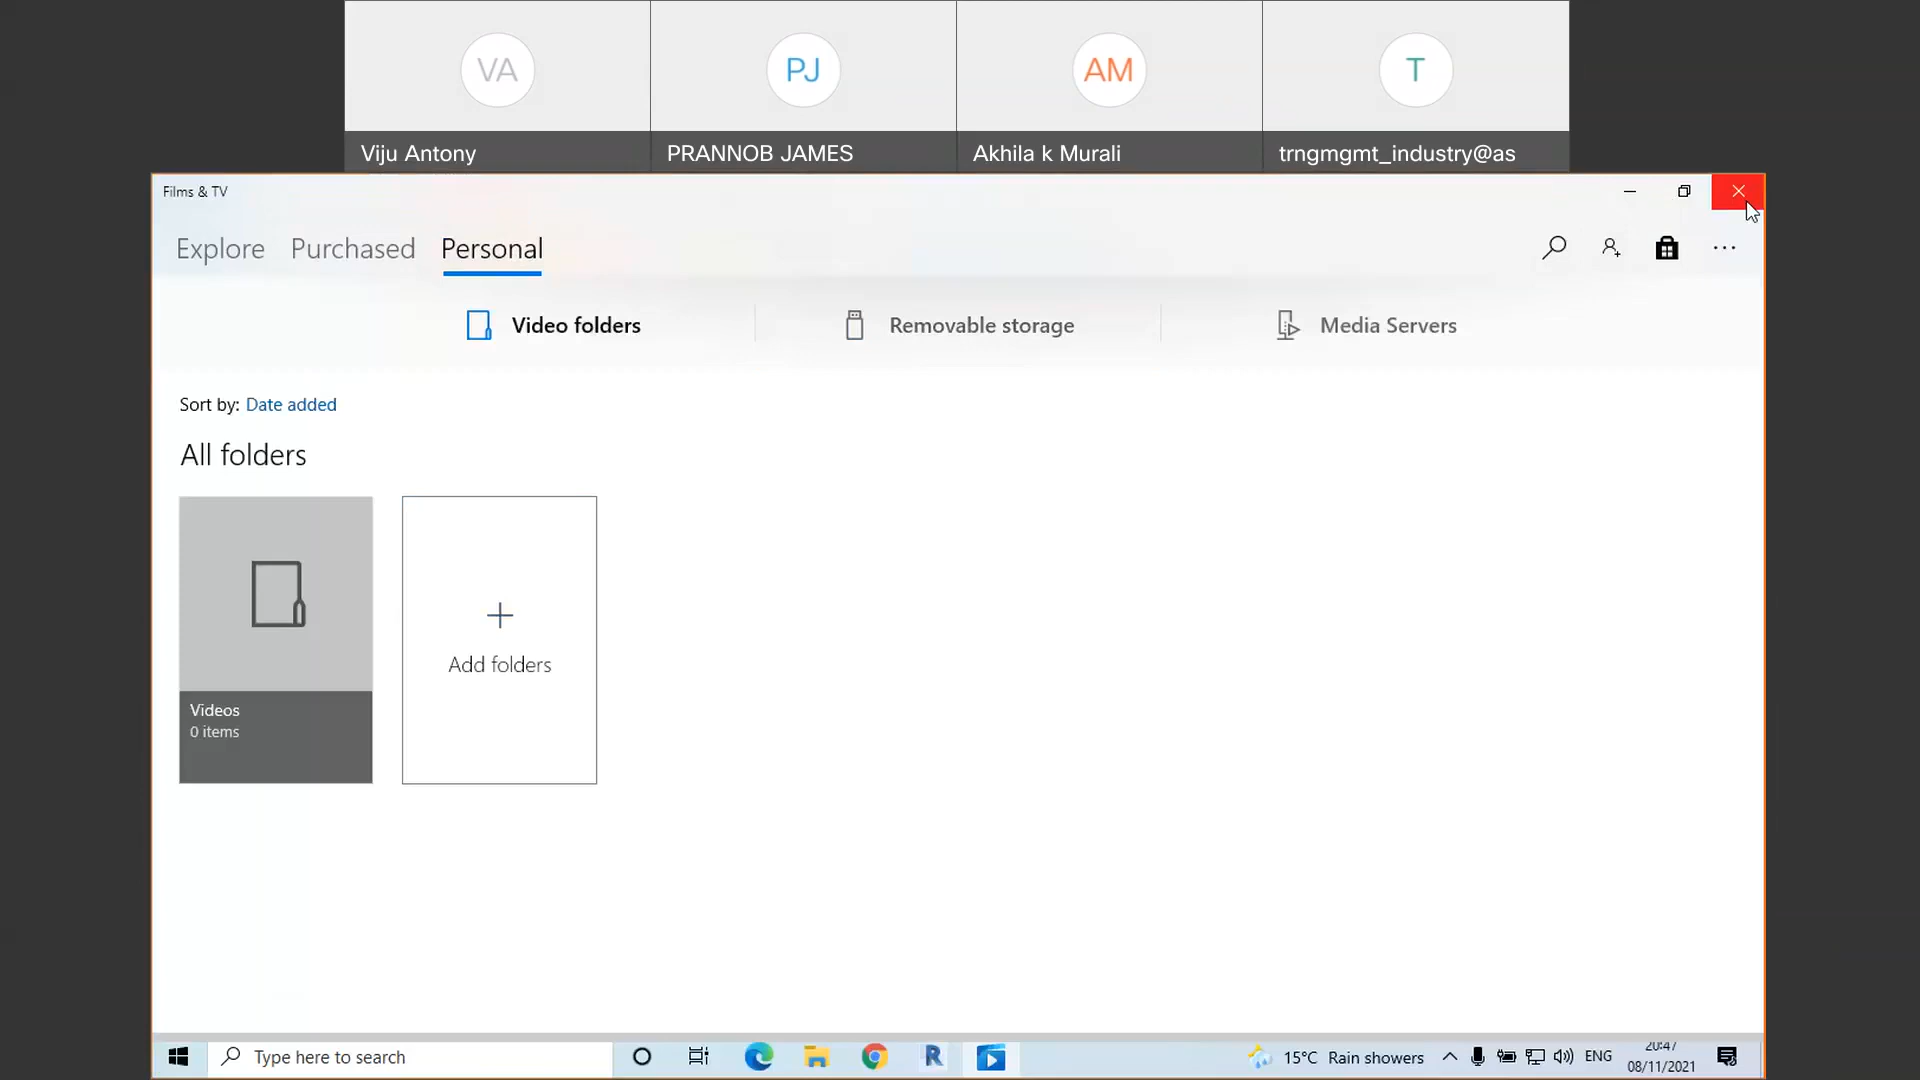 VA
PJ
AM
T
Viju Antony
PRANNOB JAMES
Akhila k Murali
trngmgmt_industry@as
Films & TV
Explore
Purchased
Personal
Video folders
Removable storage
Media Servers
Sort by: Date added
All folders
Add folders
Videos
0 items
Type here to search
R
15°C Rain showers
ENG
20:47
08/11/2021